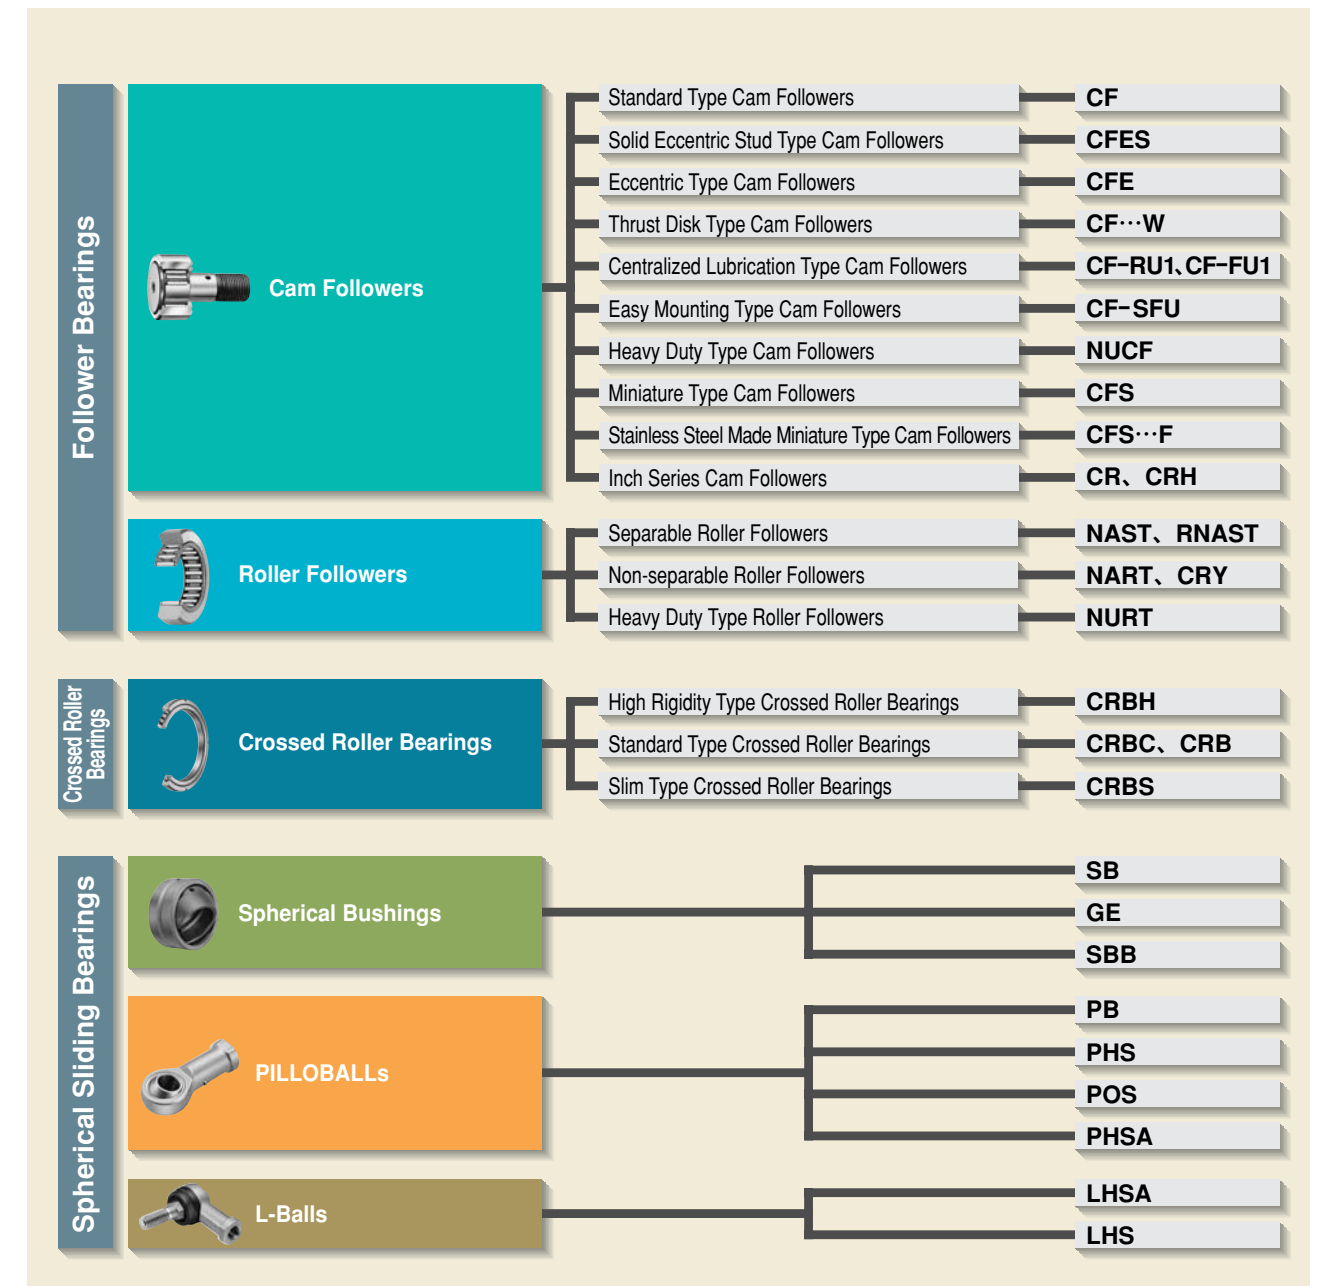 Follower Bearings
Cam Followers
Standard Type Cam Followers
CF
Solid Eccentric Stud Type Cam Followers
CFES
Eccentric Type Cam Followers
CFE
Thrust Disk Type Cam Followers
CF…W
Centralized Lubrication Type Cam Followers
CF-RU1、CF-FU1
Easy Mounting Type Cam Followers
CF-SFU
Heavy Duty Type Cam Followers
NUCF
Miniature Type Cam Followers
CFS
Stainless Steel Made Miniature Type Cam Followers
CFS…F
Inch Series Cam Followers
CR、CRH
Roller Followers
Separable Roller Followers
NAST、RNAST
Non-separable Roller Followers
NART、CRY
Heavy Duty Type Roller Followers
NURT
Crossed Roller
Bearings
Crossed Roller Bearings
High Rigidity Type Crossed Roller Bearings
CRBH
Standard Type Crossed Roller Bearings
CRBC、CRB
Slim Type Crossed Roller Bearings
CRBS
Spherical Sliding Bearings
Spherical Bushings
SB
GE
SBB
PILLOBALLs
PB
PHS
POS
PHSA
L-Balls
LHSA
LHS